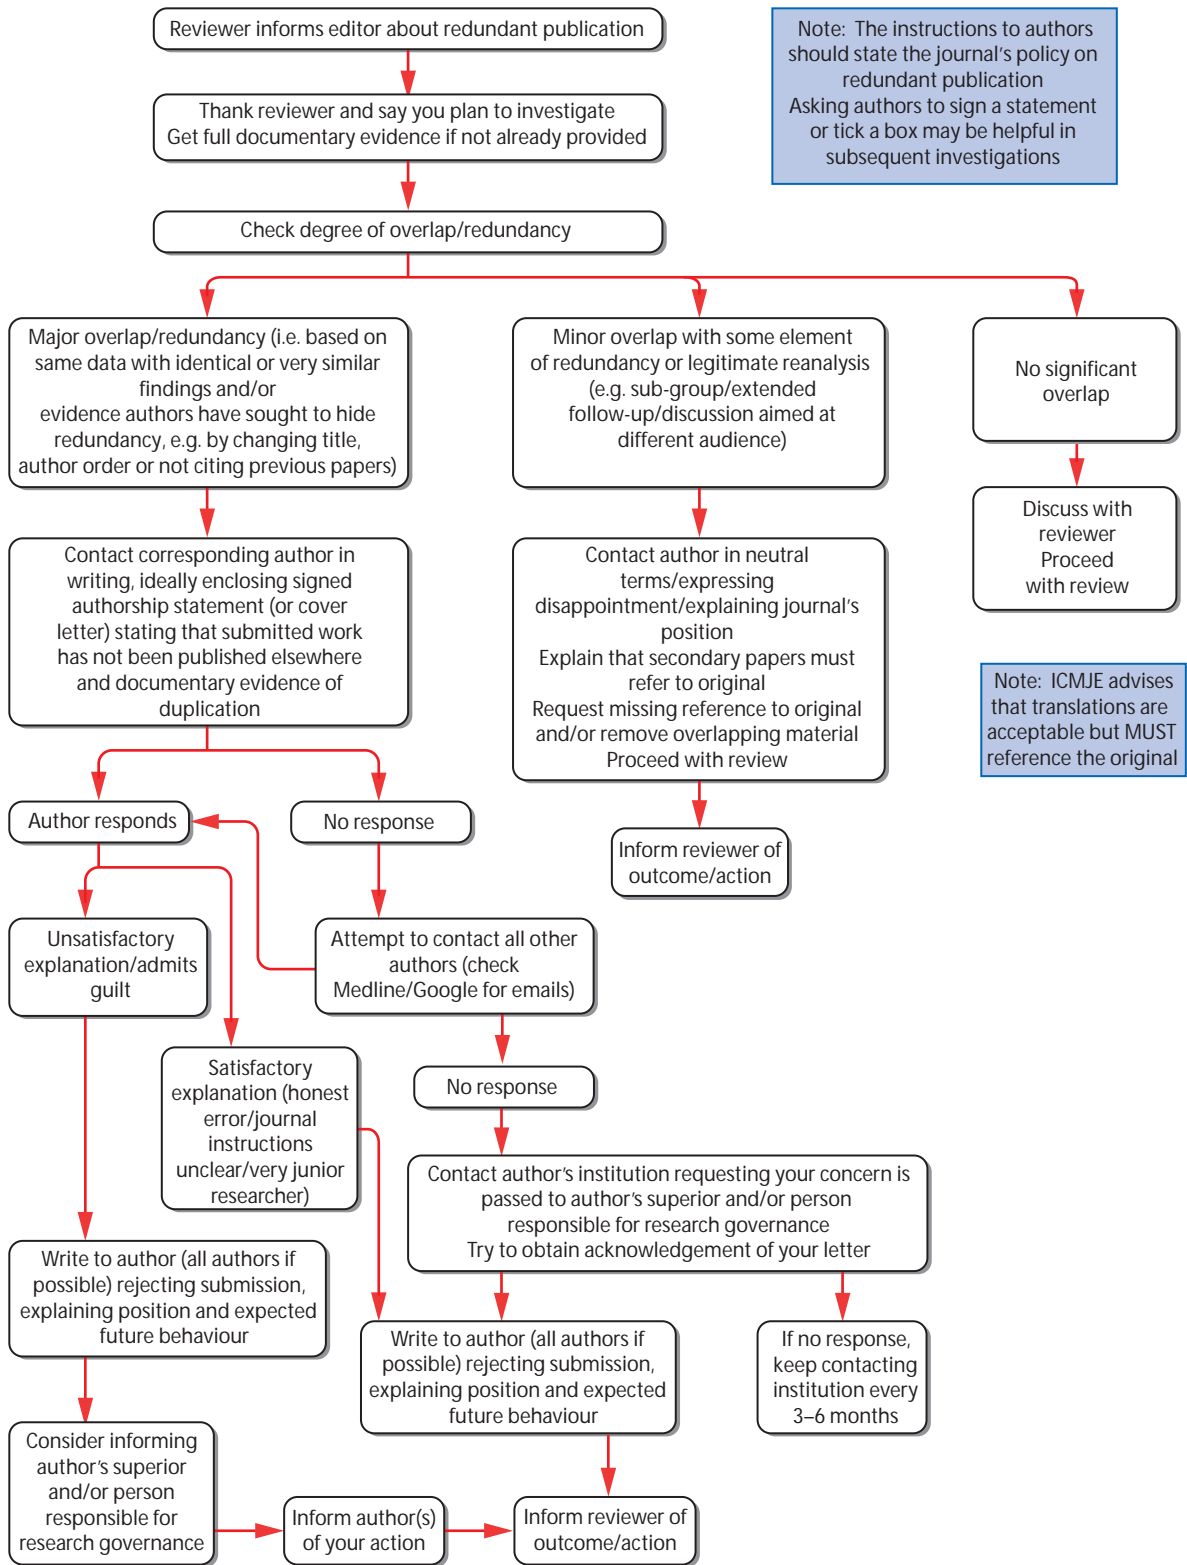 Reviewer informs editor about redundant publication
Note: The instructions to authors
should state the journal's policy on
redundant publication
Asking authors to sign a statement
or tick a box may be helpful in
subsequent investigations
Thank reviewer and say you plan to investigate
Get full documentary evidence if not already provided
Check degree of overlap/redundancy
Major overlap/redundancy (i.e. based on
same data with identical or very similar
findings and/or
evidence authors have sought to hide
redundancy, e.g. by changing title,
author order or not citing previous papers)
Minor overlap with some element
of redundancy or legitimate reanalysis
(e.g. sub-group/extended
follow-up/discussion aimed at
different audience)
No significant
overlap
Contact corresponding author in
writing, ideally enclosing signed
authorship statement (or cover
letter) stating that submitted work
has not been published elsewhere
and documentary evidence of
duplication
Contact author in neutral
terms/expressing
disappointment/explaining journal's
position
Explain that secondary papers must
refer to original
Request missing reference to original
and/or remove overlapping material
Proceed with review
Discuss with
reviewer
Proceed
with review
Note: ICMJE advises
that translations are
acceptable but MUST
reference the original
Author responds
No response
Inform reviewer of
outcome/action
Unsatisfactory
explanation/admits
guilt
Attempt to contact all other
authors (check
Medline/Google for emails)
Satisfactory
explanation (honest
error/journal
instructions
unclear/very junior
researcher)
No response
Contact author's institution requesting your concern is
passed to author's superior and/or person
responsible for research governance
Try to obtain acknowledgement of your letter
Write to author (all authors if
possible) rejecting submission,
explaining position and expected
future behaviour
Write to author (all authors if
possible) rejecting submission,
explaining position and expected
future behaviour
If no response,
keep contacting
institution every
3–6 months
Consider informing
author's superior
and/or person
responsible for
research governance
Inform author(s)
of your action
Inform reviewer of
outcome/action